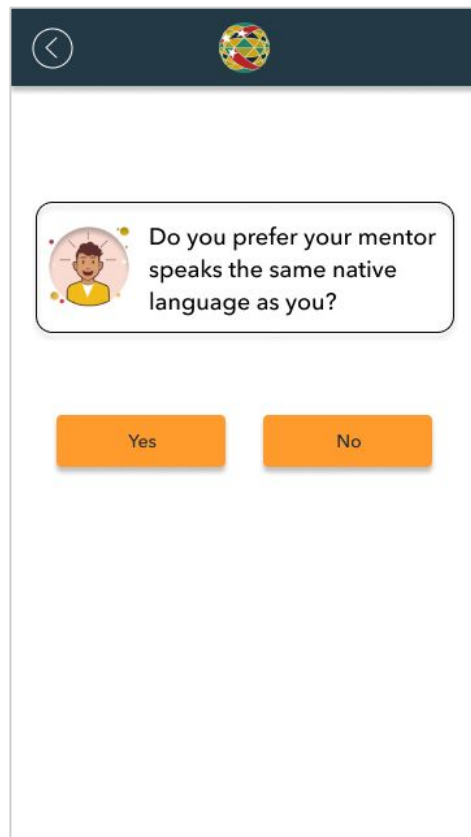 Do you prefer your mentor
speaks the same native
language as you?
Yes
No